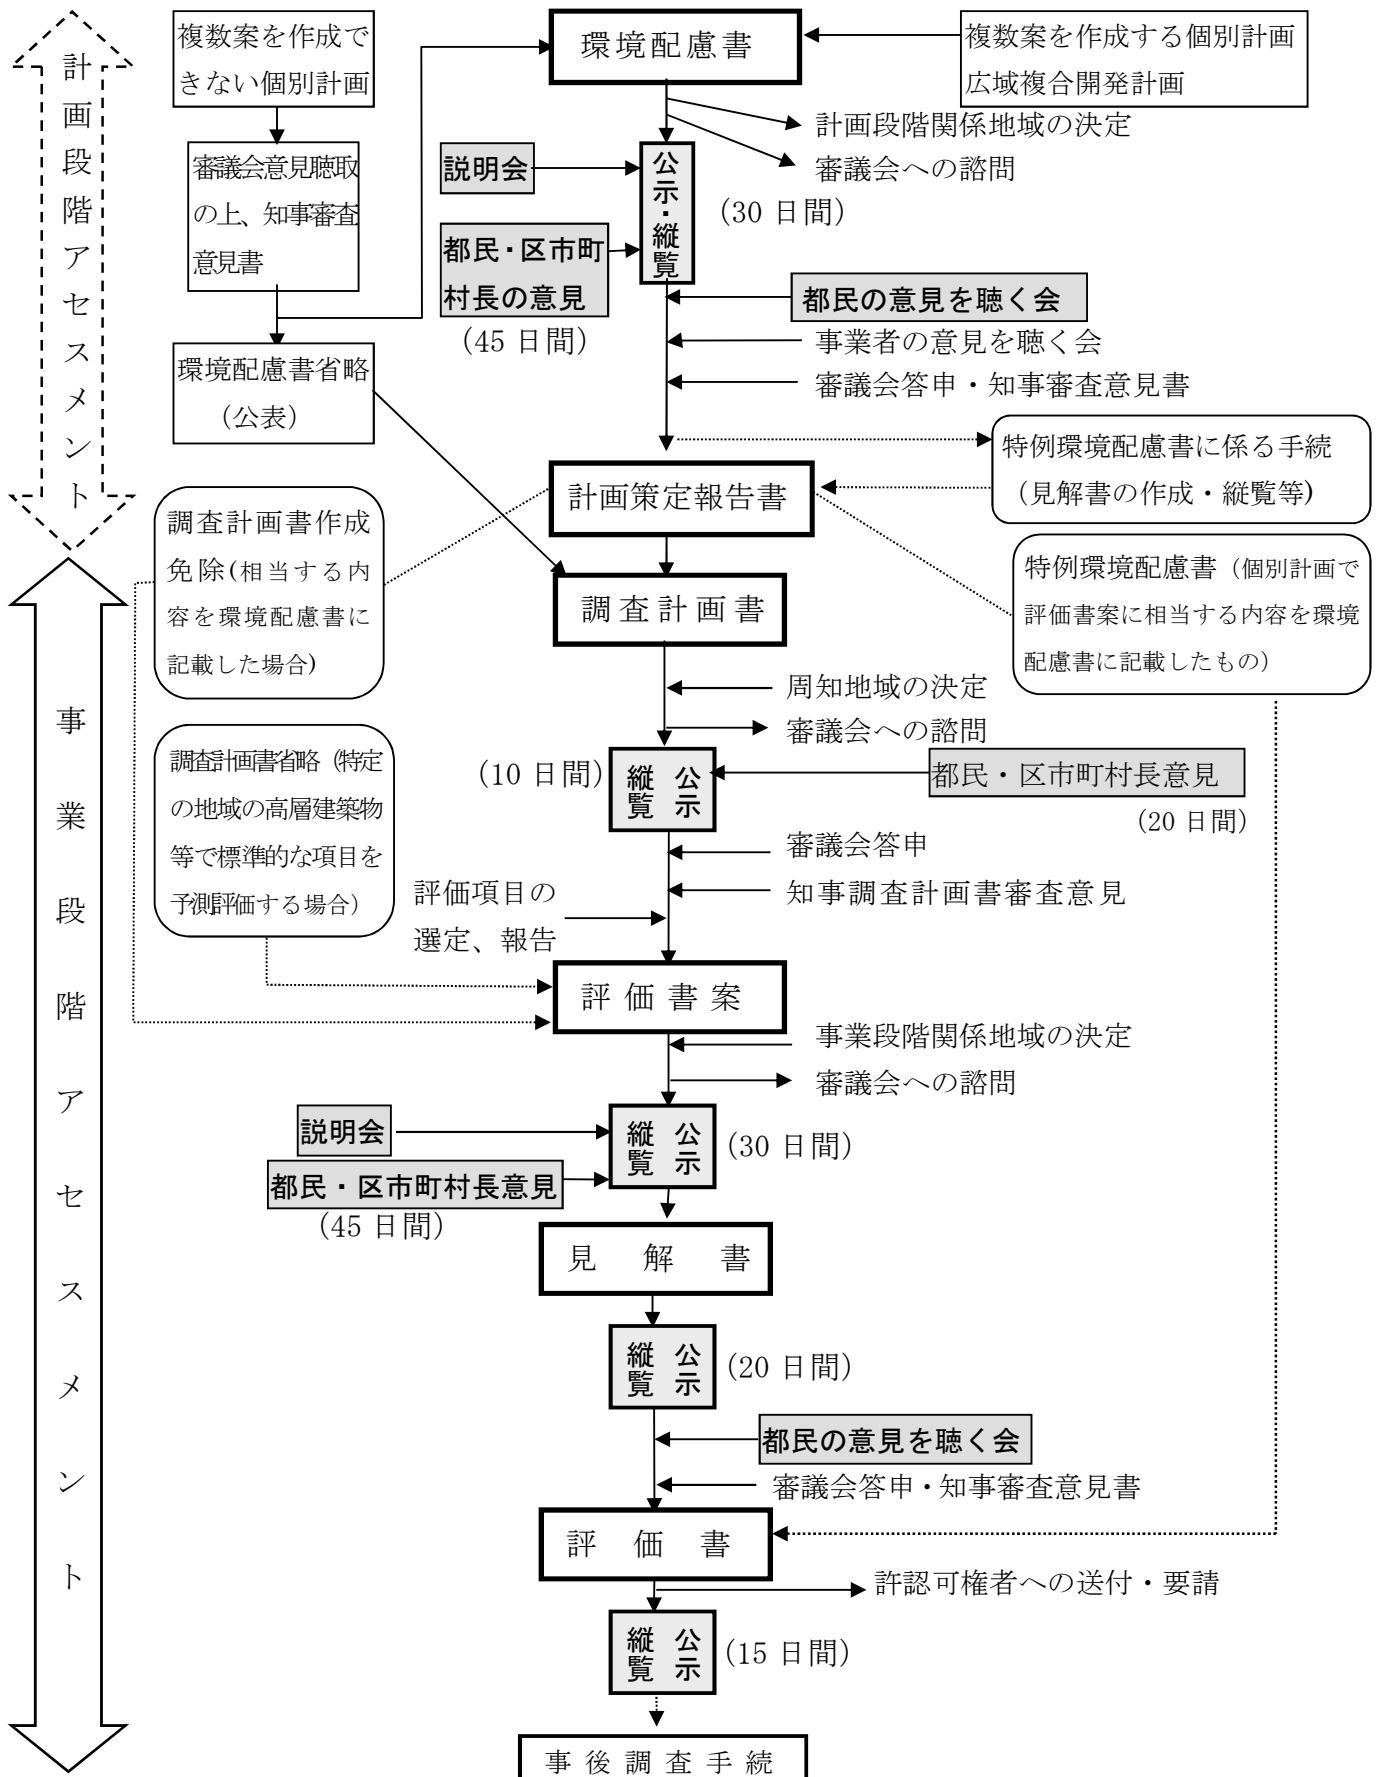 計画段階アセスメント
複数案を作成で
きない個別計画
環境配慮書
複数案を作成する個別計画
広域複合開発計画
計画段階関係地域の決定
審議会への諮問
審議会意見聴取
の上、知事審査
意見書
説明会
公示・縦覧
(30 日間)
都民・区市町
村長の意見
(45 日間)
都民の意見を聴く会
事業者の意見を聴く会
審議会答申・知事審査意見書
環境配慮書省略
（公表）
特例環境配慮書に係る手続
（見解書の作成・縦覧等）
計画策定報告書
調査計画書作成
免除(相当する内
容を環境配慮書に
記載した場合)
特例環境配慮書（個別計画で
評価書案に相当する内容を環境
配慮書に記載したもの）
事業段階アセスメント
調査計画書
周知地域の決定
審議会への諮問
調査計画書省略（特定
の地域の高層建築物
等で標準的な項目を
予測評価する場合）
(10 日間)
公示
縦覧
都民・区市町村長意見
(20 日間)
審議会答申
知事調査計画書審査意見
評価項目の
選定、報告
評価書案
事業段階関係地域の決定
審議会への諮問
説明会
公示
縦覧
(30 日間)
都民・区市町村長意見
(45 日間)
見解書
公示
縦覧
(20 日間)
都民の意見を聴く会
審議会答申・知事審査意見書
評価書
許認可権者への送付・要請
公示
縦覧
(15 日間)
事後調査手続